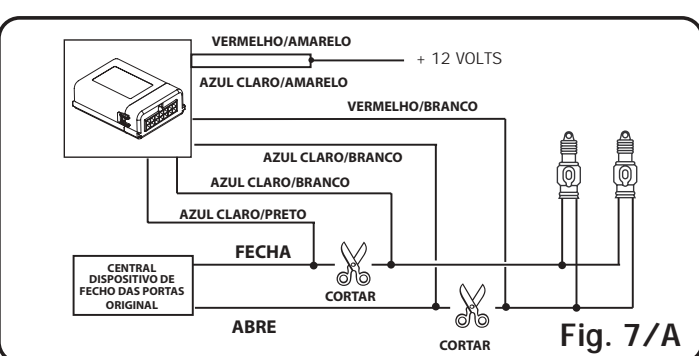 VERMELHO/AMARELO
+ 12 VOLTS
AZUL CLARO/AMARELO
VERMELHO/BRANCO
AZUL CLARO/BRANCO
AZUL CLARO/BRANCO
AZUL CLARO/PRETO
FECHA
CENTRAL
DISPOSITIVO DE
FECHO DAS PORTAS
ORIGINAL
CORTAR
ABRE
CORTAR
Fig. 7/A